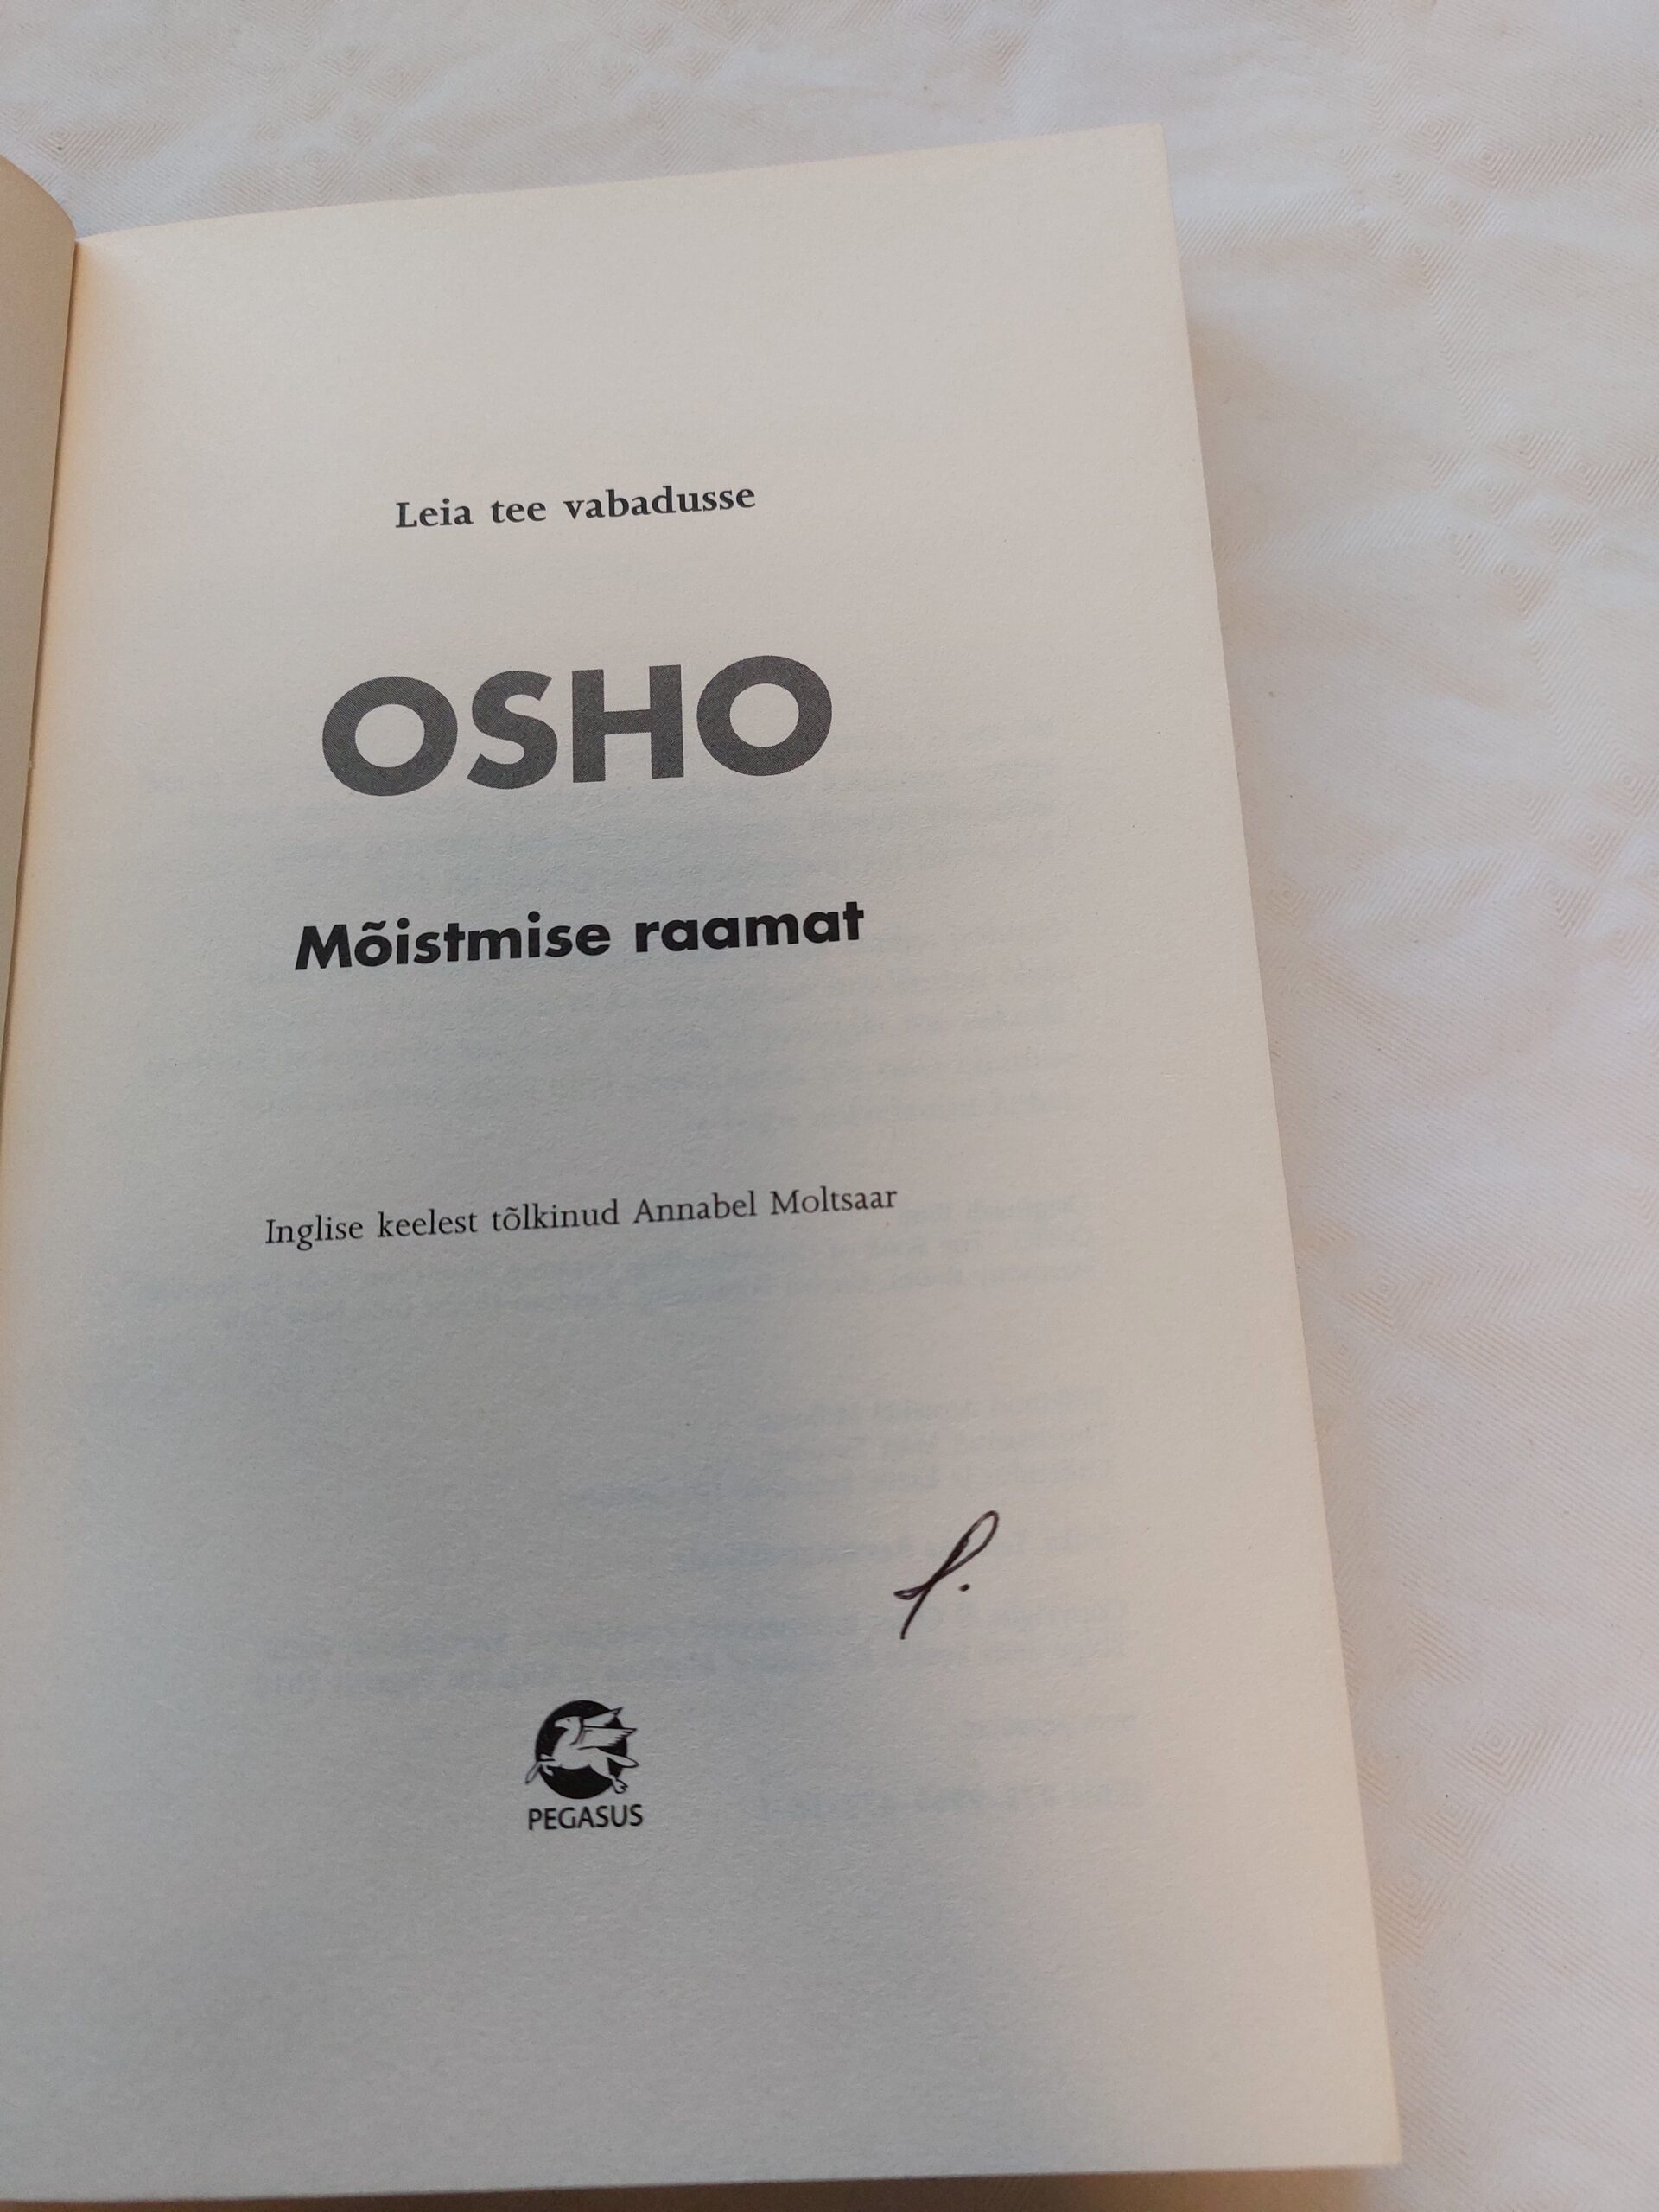 Leia tee vabadusse
OSHO
Mõistmise raamat
Inglise keelest tõlkinud Annabel Moltsaar
PEGASUS